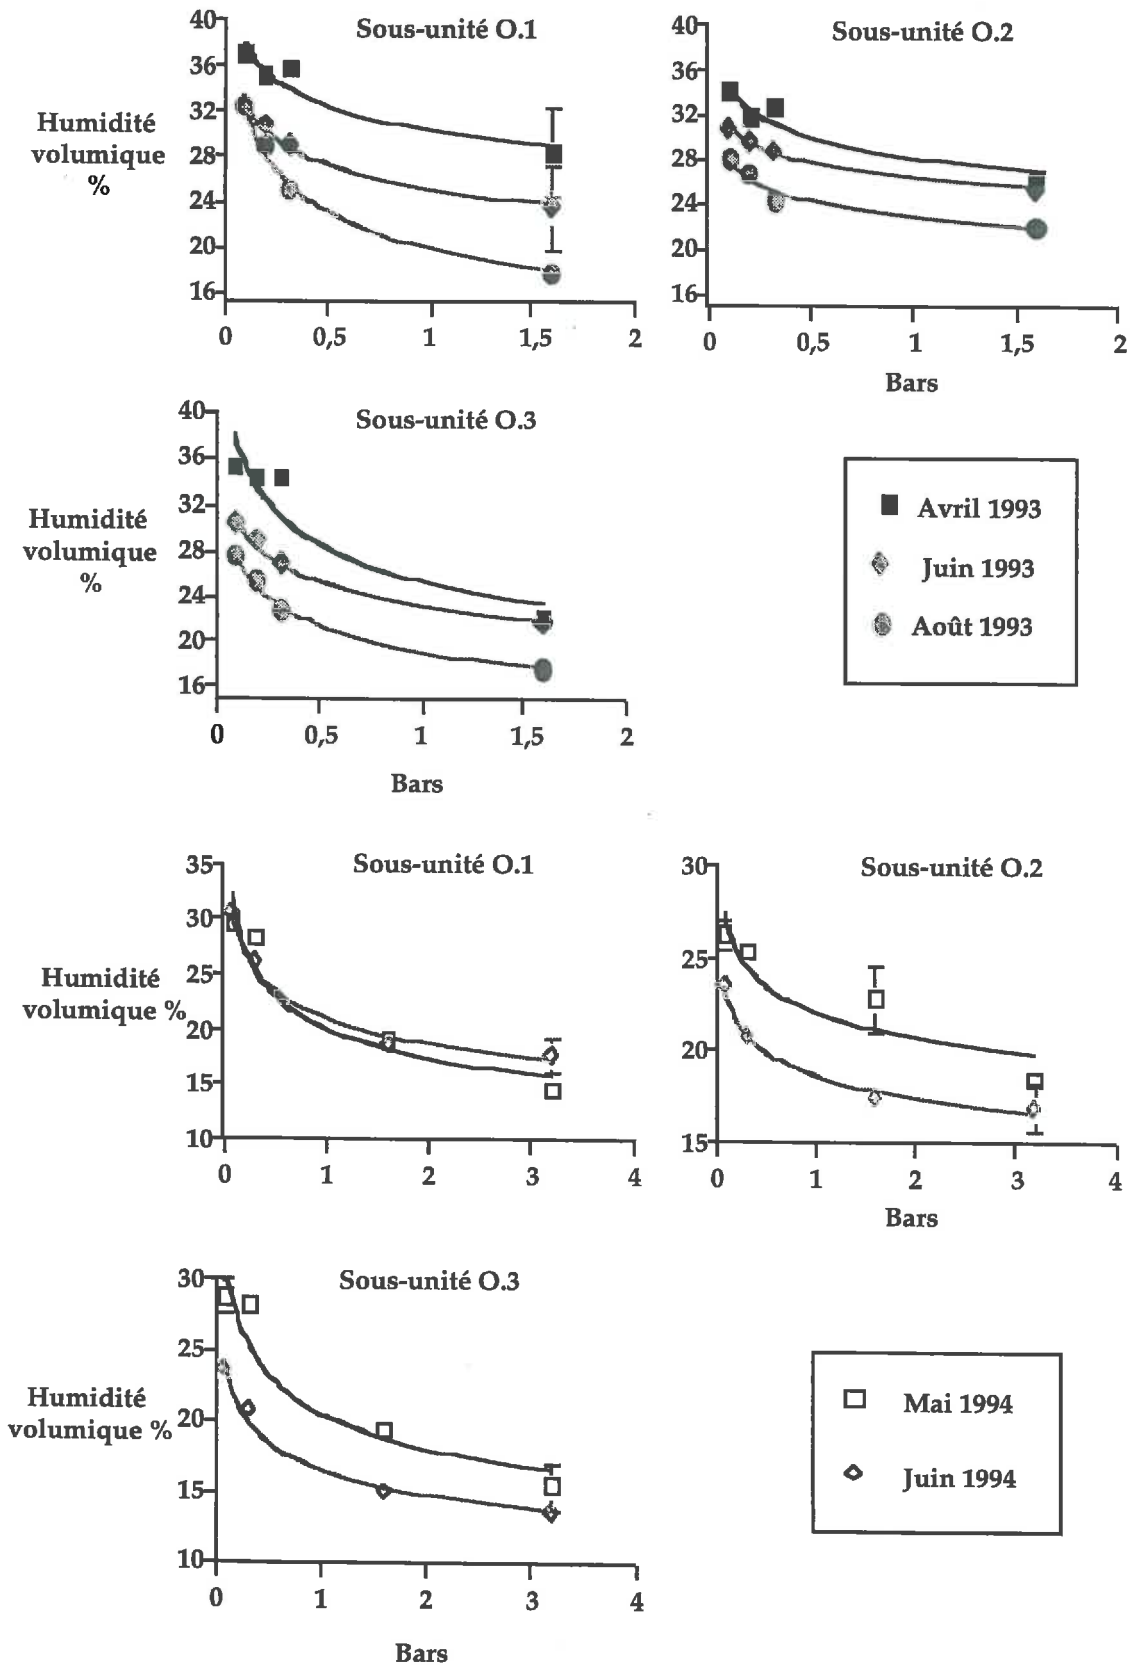 Sous-unité O.1
40
36
32
28
24
20
16
Humidité
volumique
%
0 0,5 1 1,5 2
Sous-unité O.2
40
36
32
28
24
20
16
0 0,5 1 1,5 2
Bars
Sous-unité O.3
40
36
32
28
24
20
16
Humidité
volumique
%
0 0,5 1 1,5 2
Bars
Avril 1993
Juin 1993
Août 1993
Sous-unité O.1
35
30
25
20
15
10
Humidité
volumique %
0 1 2 3 4
Sous-unité O.2
30
25
20
15
0 1 2 3 4
Bars
Sous-unité O.3
30
25
20
15
10
Humidité
volumique %
0 1 2 3 4
Bars
Mai 1994
Juin 1994